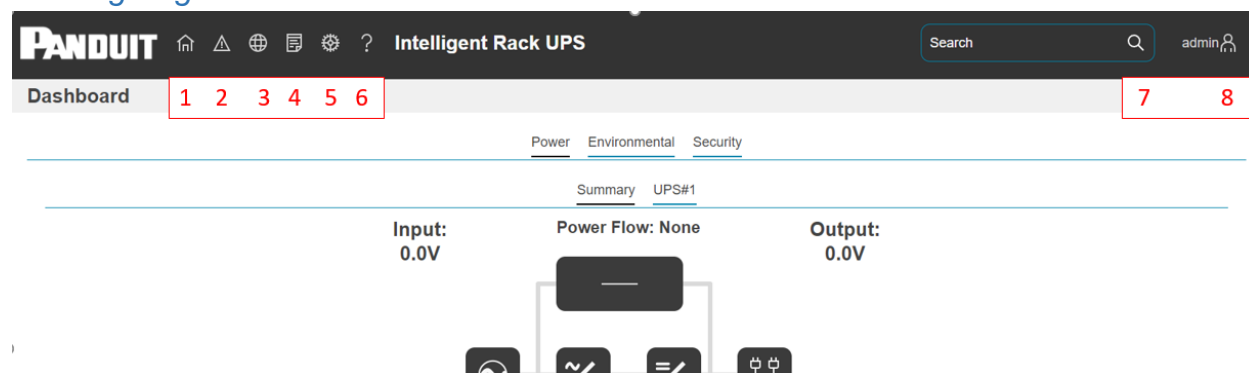 PANDUIT ? Intelligent Rack UPS Search admin
Dashboard 1 2 3 4 5 6 7 8
Power Environmental Security
Summary UPS#1
Input: Power Flow: None Output:
0.0V 0.0V